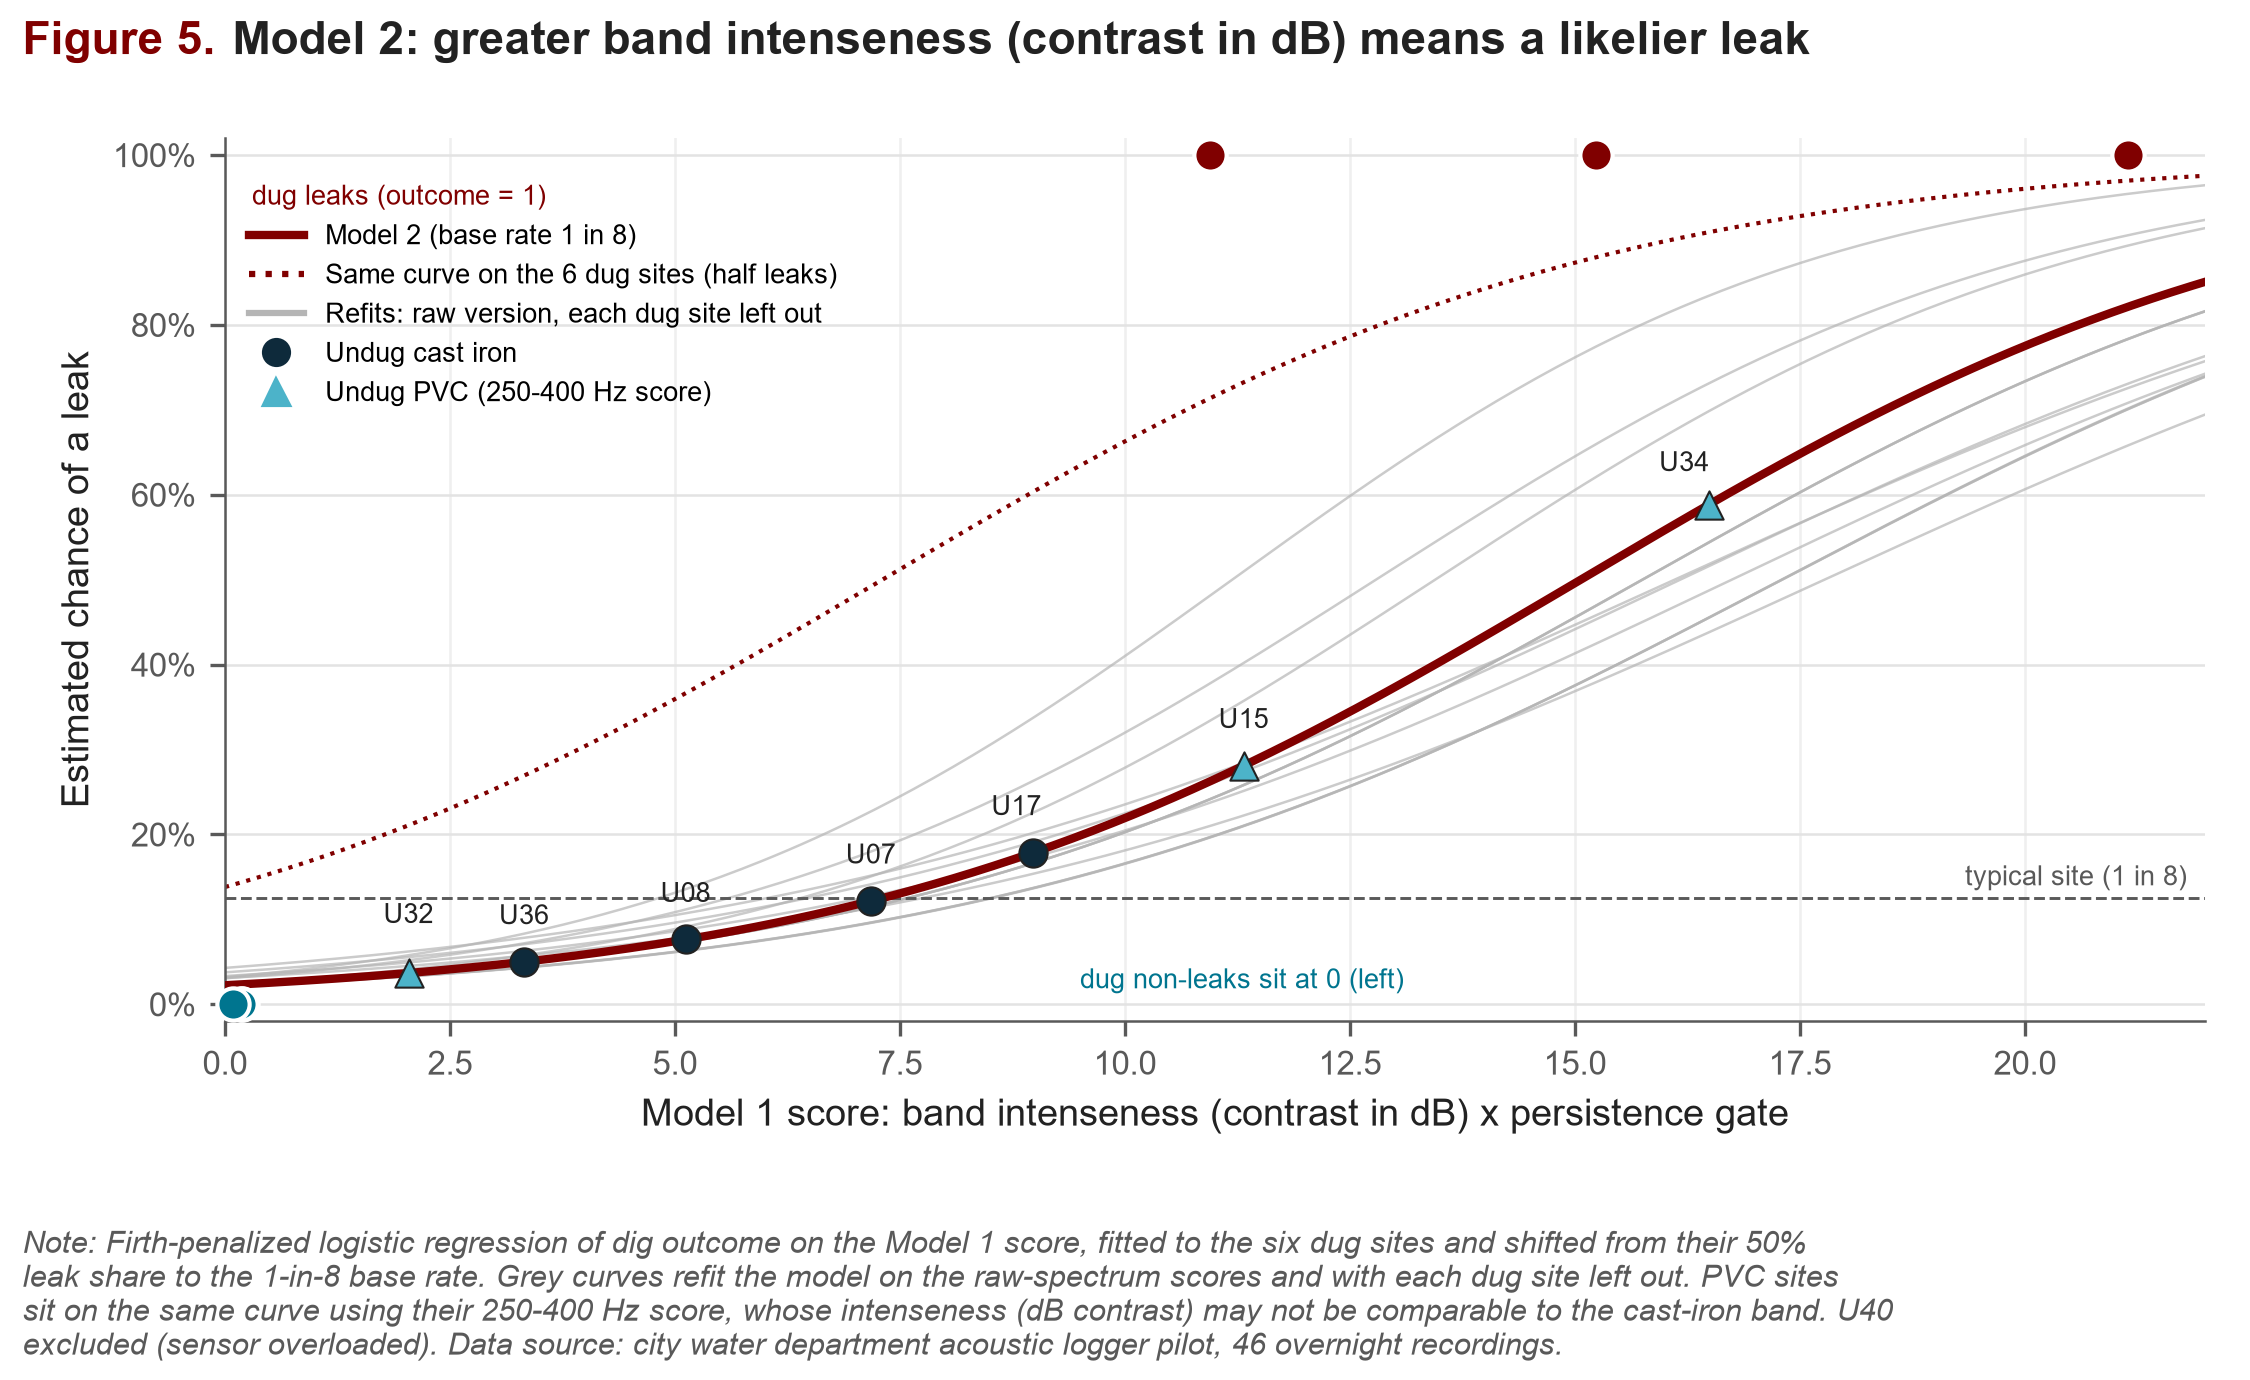 Figure 5. Model 2: greater band intenseness (contrast in dB) means a likelier leak
100%
80%
60%
40%
20%
0%
Estimated chance of a leak
dug leaks (outcome = 1)
Model 2 (base rate 1 in 8)
Same curve on the 6 dug sites (half leaks)
Refits: raw version, each dug site left out
Undug cast iron
Undug PVC (250-400 Hz score)
U34
U15
U17
U07
U08
U32
U36
typical site (1 in 8)
dug non-leaks sit at 0 (left)
0.0 2.5 5.0 7.5 10.0 12.5 15.0 17.5 20.0
Model 1 score: band intenseness (contrast in dB) x persistence gate
Note: Firth-penalized logistic regression of dig outcome on the Model 1 score, fitted to the six dug sites and shifted from their 50%
leak share to the 1-in-8 base rate. Grey curves refit the model on the raw-spectrum scores and with each dug site left out. PVC sites
sit on the same curve using their 250-400 Hz score, whose intenseness (dB contrast) may not be comparable to the cast-iron band. U40
excluded (sensor overloaded). Data source: city water department acoustic logger pilot, 46 overnight recordings.